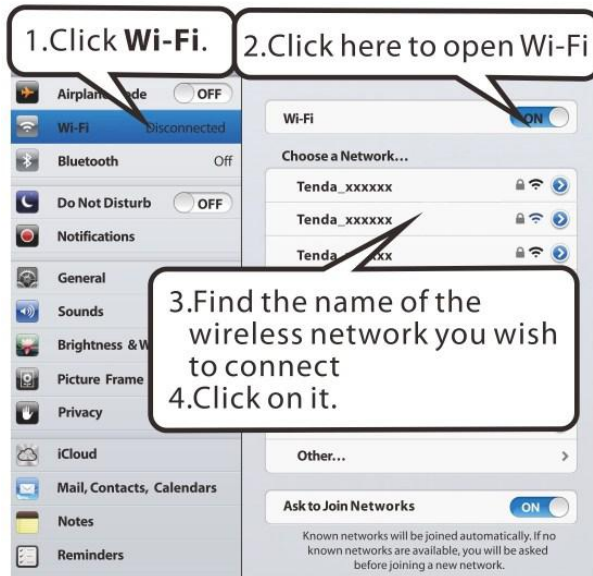 1.Click Wi-Fi.
2.Click here to open Wi-Fi
Airplane Mode OFF
Wi-Fi Disconnected
Bluetooth Off
Do Not Disturb OFF
Notifications
General
Sounds
Brightness & W
Picture Frame
Privacy
iCloud
Mail, Contacts, Calendars
Notes
Reminders
Wi-Fi ON
Choose a Network...
Tenda_xxxxxx
Tenda_xxxxxx
Tenda_xxxxxx
3.Find the name of the
wireless network you wish
to connect
4.Click on it.
Other...
Ask to Join Networks ON
Known networks will be joined automatically. If no
known networks are available, you will be asked
before joining a new network.